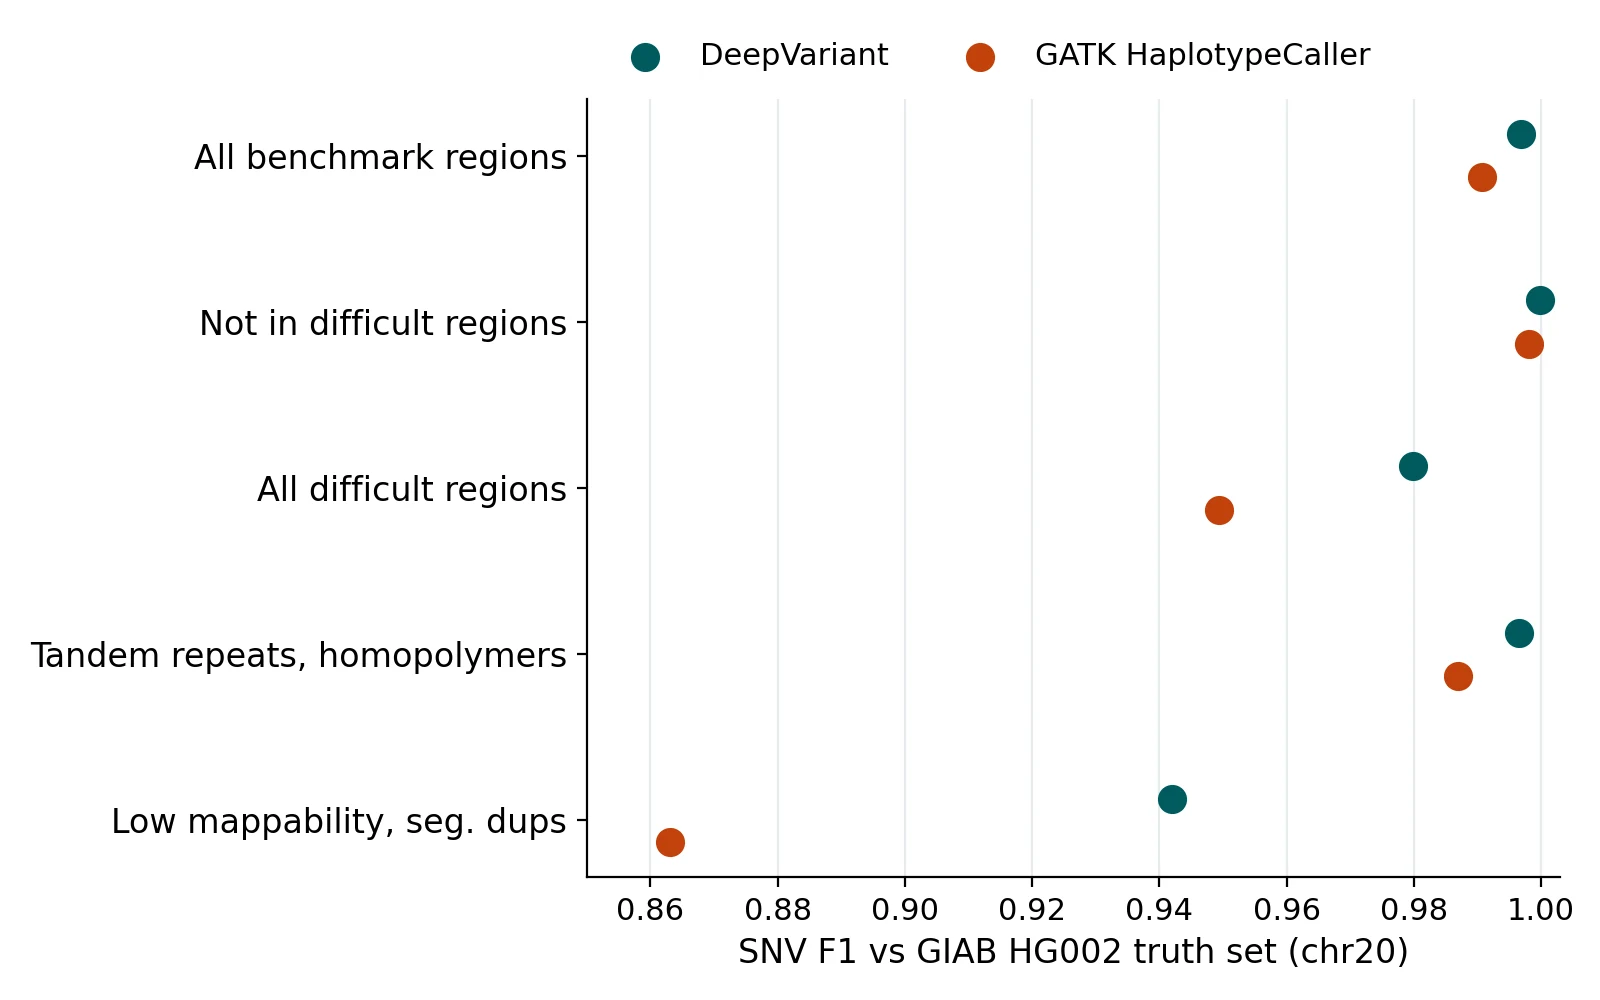 DeepVariant
GATK HaplotypeCaller
All benchmark regions
Not in difficult regions
All difficult regions
Tandem repeats, homopolymers
Low mappability, seg. dups
0.86 0.88 0.90 0.92 0.94 0.96 0.98 1.00
SNV F1 vs GIAB HG002 truth set (chr20)